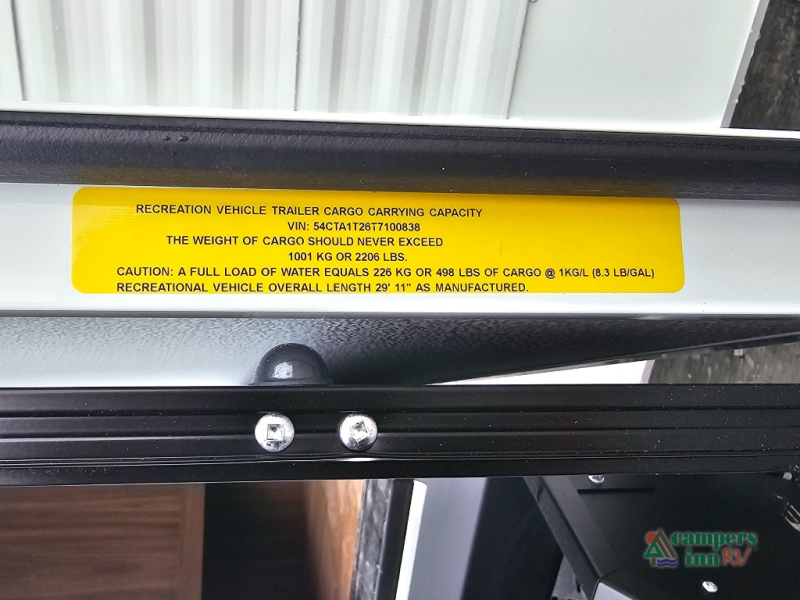 RECREATION VEHICLE TRAILER CARGO CARRYING CAPACITY
VIN: 54CTA1T26T7100838
THE WEIGHT OF CARGO SHOULD NEVER EXCEED
1001 KG OR 2206 LBS.
CAUTION: A FULL LOAD OF WATER EQUALS 226 KG OR 498 LBS OF CARGO @ 1KG/L (8.3 LB/GAL)
RECREATIONAL VEHICLE OVERALL LENGTH 29' 11" AS MANUFACTURED.
campers
inn RV